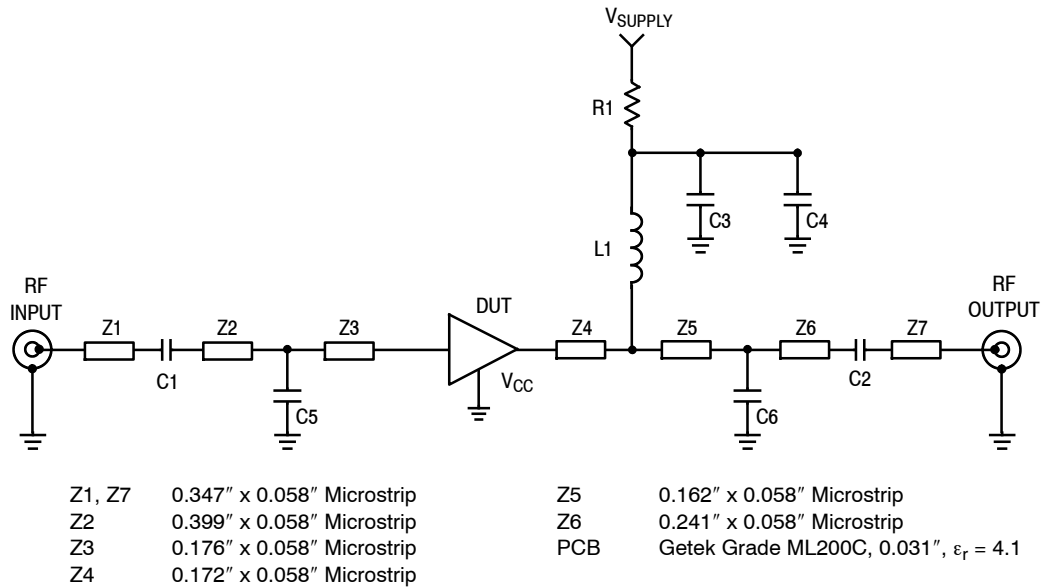 V_SUPPLY
R1
C3
C4
L1
RF
INPUT
Z1
C1
Z2
C5
Z3
DUT
V_CC
Z4
Z5
C6
Z6
C2
Z7
RF
OUTPUT
Z1, Z7 0.347″ x 0.058″ Microstrip
Z2 0.399″ x 0.058″ Microstrip
Z3 0.176″ x 0.058″ Microstrip
Z4 0.172″ x 0.058″ Microstrip
Z5 0.162″ x 0.058″ Microstrip
Z6 0.241″ x 0.058″ Microstrip
PCB Getek Grade ML200C, 0.031″, ε_r = 4.1